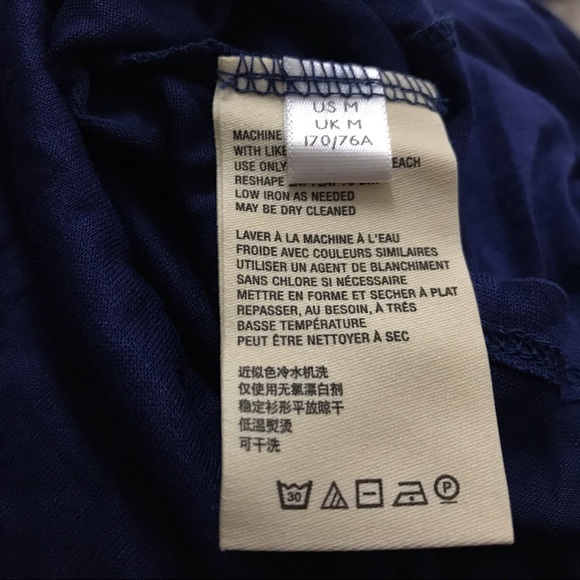 US M
UK M
170/76A
MACHINE
WITH LIKE
USE ONLY EACH
RESHAPE
LOW IRON AS NEEDED
MAY BE DRY CLEANED
LAVER À LA MACHINE À L'EAU
FROIDE AVEC COULEURS SIMILAIRES
UTILISER UN AGENT DE BLANCHIMENT
SANS CHLORE SI NÉCESSAIRE
METTRE EN FORME ET SECHER À PLAT
REPASSER, AU BESOIN, À TRÈS
BASSE TEMPÉRATURE
PEUT ÊTRE NETTOYER À SEC
近似色冷水机洗
仅使用无氯漂白剂
稳定衫形平放晾干
低温熨烫
可干洗
30 P